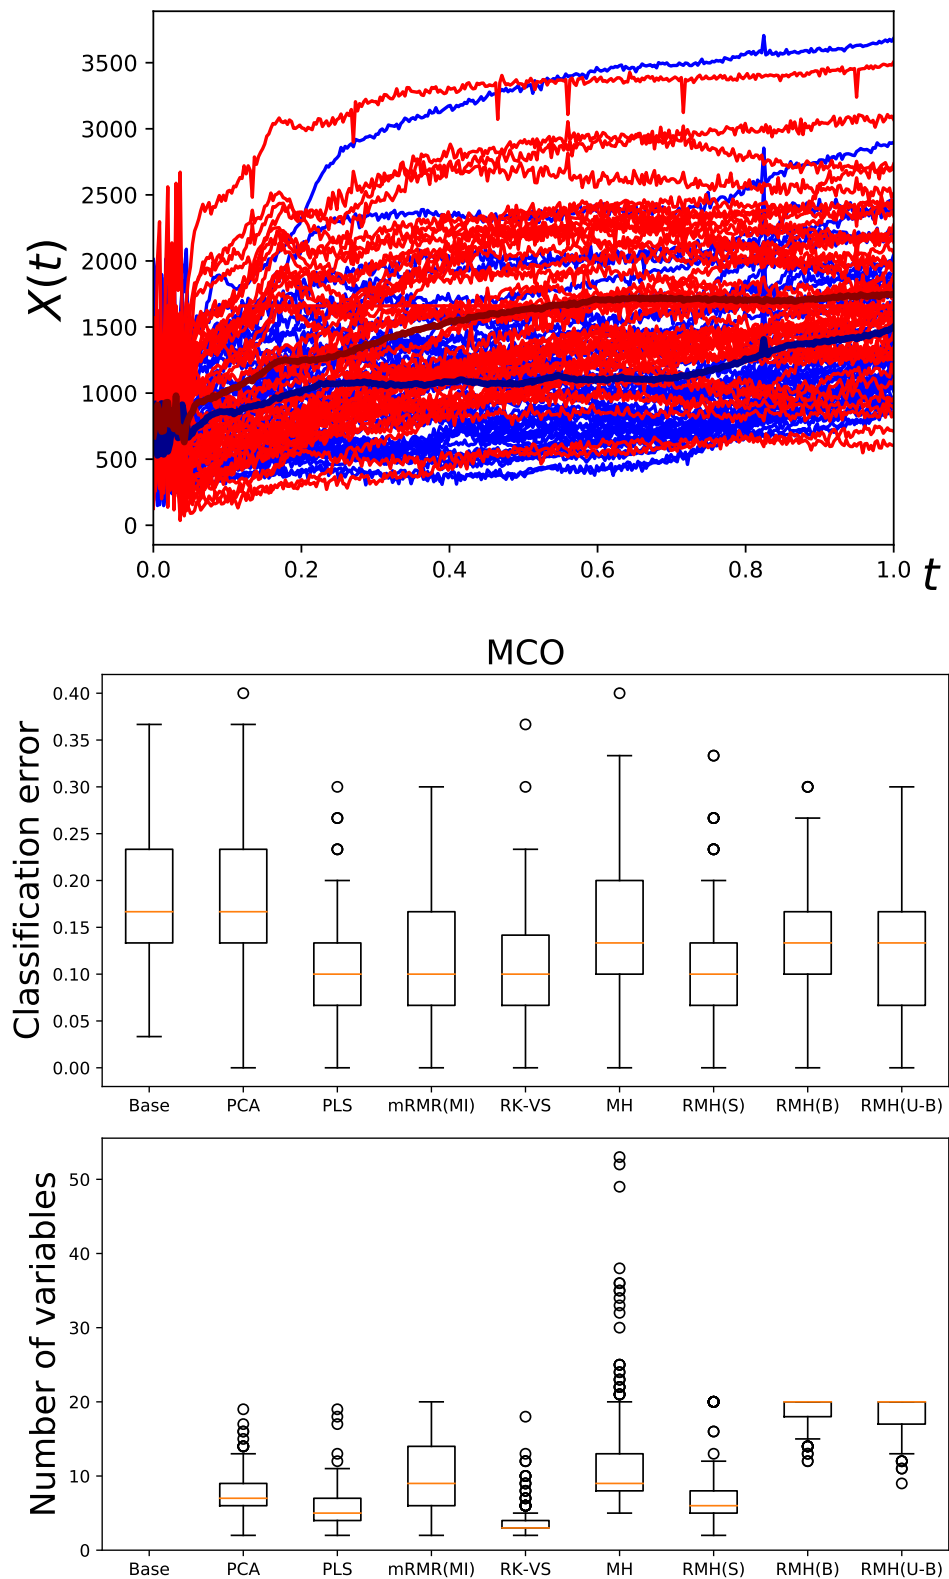 3500
3000
2500
2000
1500
1000
500
0
X(t)
0.0 0.2 0.4 0.6 0.8 1.0
t
MCO
0.40
0.35
0.30
0.25
0.20
0.15
0.10
0.05
0.00
Classification error
Base PCA PLS mRMR(MI) RK-VS MH RMH(S) RMH(B) RMH(U-B)
50
40
30
20
10
0
Number of variables
Base PCA PLS mRMR(MI) RK-VS MH RMH(S) RMH(B) RMH(U-B)